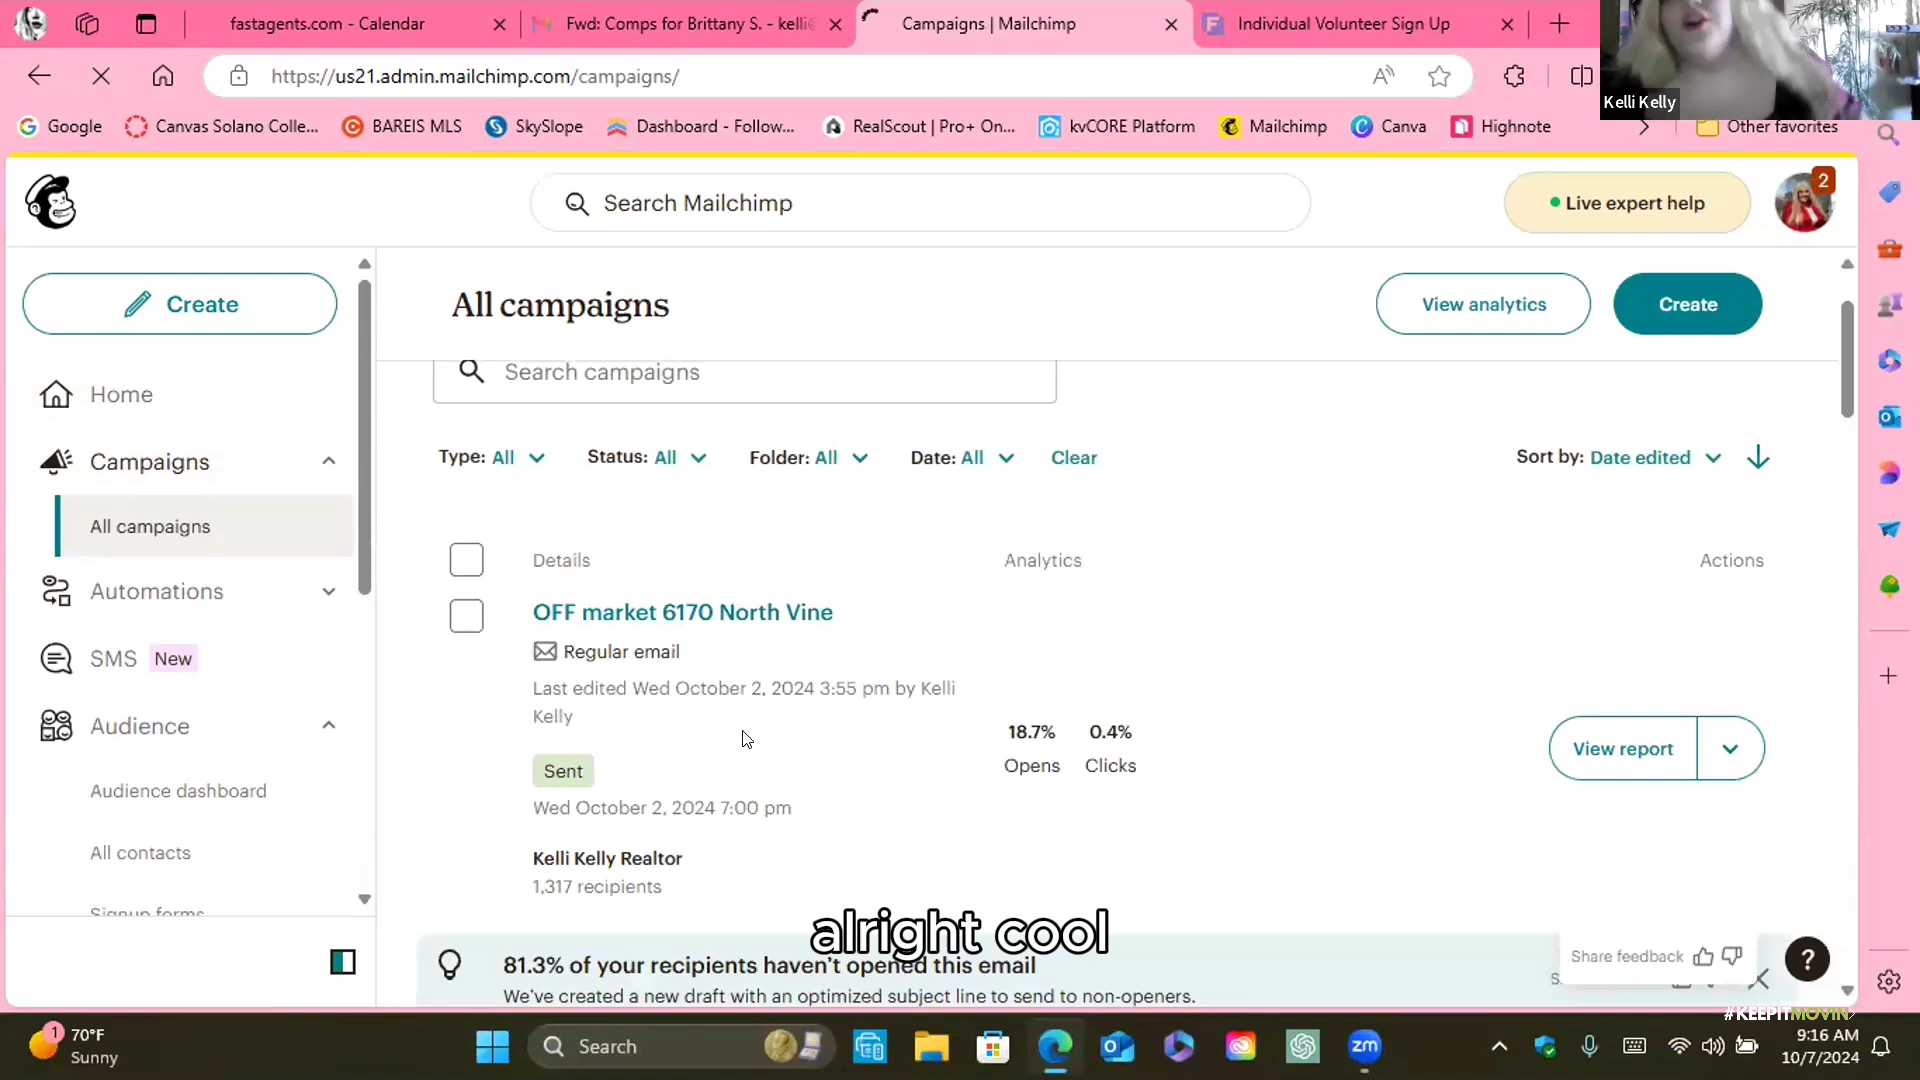 fastagents.com - Calendar
Fwd: Comps for Brittany S. - kelli@
Campaigns | Mailchimp
Individual Volunteer Sign Up
https://us21.admin.mailchimp.com/campaigns/
Kelli Kelly
Google
Canvas Solano Colle...
BAREIS MLS
SkySlope
Dashboard - Follow...
RealScout | Pro+ On...
kvCORE Platform
Mailchimp
Canva
Highnote
Other favorites
Search Mailchimp
Live expert help
2
Create
All campaigns
View analytics
Create
Home
Campaigns
All campaigns
Automations
SMS New
Audience
Audience dashboard
All contacts
Signup forms
Search campaigns
Type: All
Status: All
Folder: All
Date: All
Clear
Sort by: Date edited
Details
Analytics
Actions
OFF market 6170 North Vine
Regular email
Last edited Wed October 2, 2024 3:55 pm by Kelli
Kelly
18.7%
0.4%
Opens
Clicks
View report
Sent
Wed October 2, 2024 7:00 pm
Kelli Kelly Realtor
1,317 recipients
alright cool
81.3% of your recipients haven't opened this email
We've created a new draft with an optimized subject line to send to non-openers.
Share feedback
?
#KEEPITMOVIN
1
70°F
Sunny
Search
zm
9:16 AM
10/7/2024